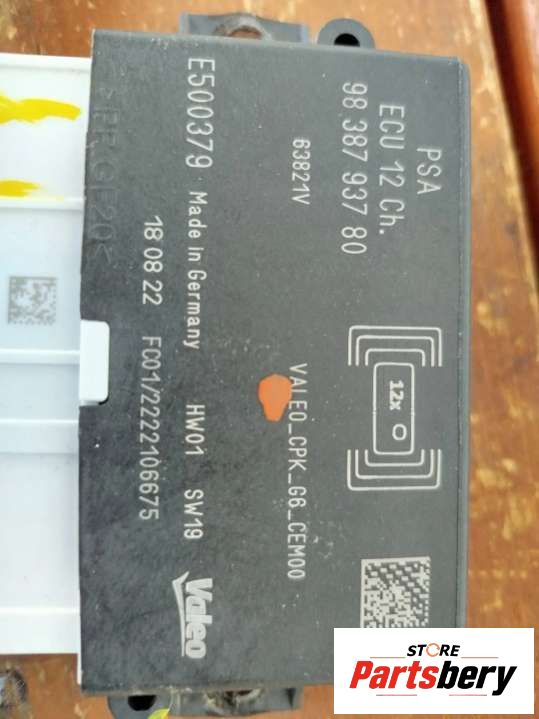 PSA
ECU 12 Ch.
98 387 937 80
63821V
12x
VALEO_CPK_G6_CEM00
E500379 Made in Germany HW01 SW19
18 08 22 FC01/2222106675
Valeo
STORE
Partsbery